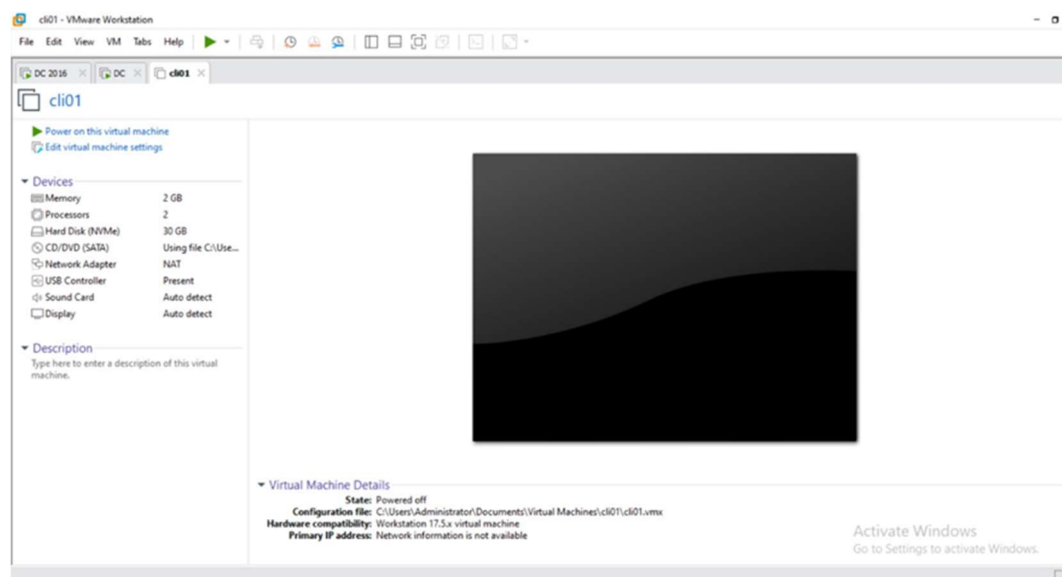 cli01 - VMware Workstation
File Edit View VM Tabs Help
DC 2016 DC cli01
cli01
Power on this virtual machine
Edit virtual machine settings
Devices
Memory 2 GB
Processors 2
Hard Disk (NVMe) 30 GB
CD/DVD (SATA) Using file C:\Use...
Network Adapter NAT
USB Controller Present
Sound Card Auto detect
Display Auto detect
Description
Type here to enter a description of this virtual
machine.
Virtual Machine Details
State: Powered off
Configuration file: C:\Users\Administrator\Documents\Virtual Machines\cli01\cli01.vmx
Hardware compatibility: Workstation 17.5.x virtual machine
Primary IP address: Network information is not available
Activate Windows
Go to Settings to activate Windows.